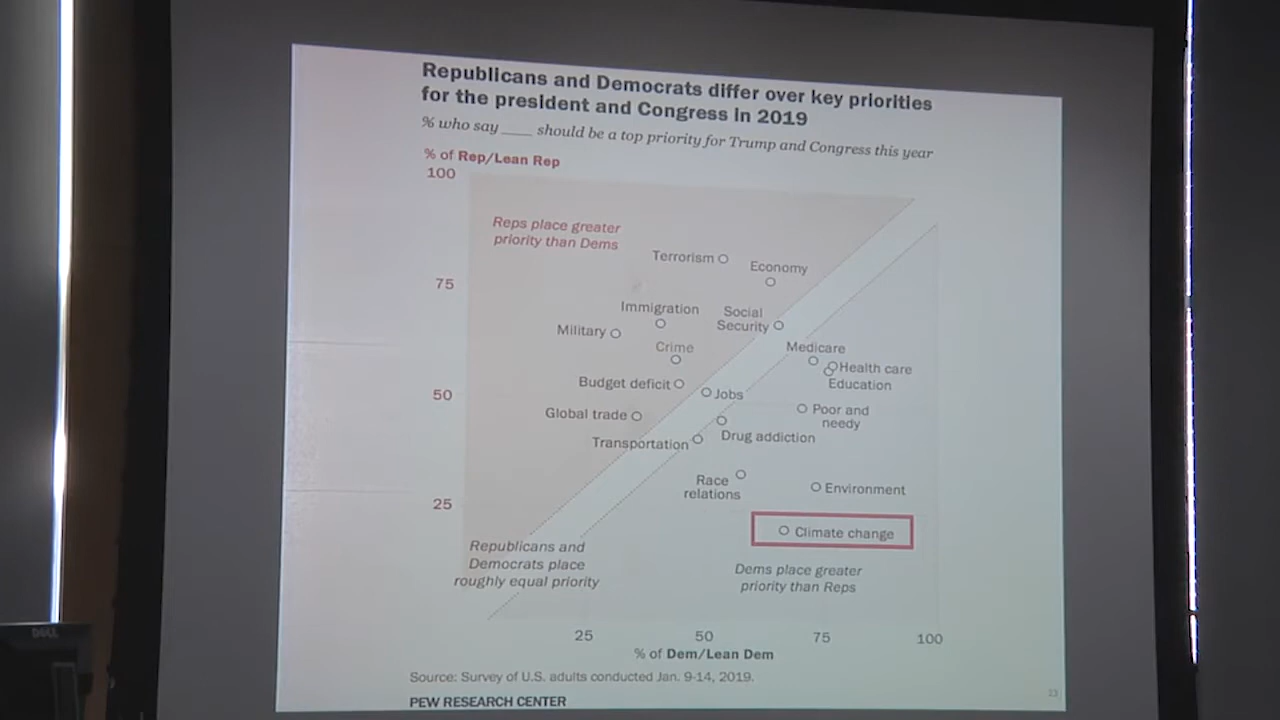 Republicans and Democrats differ over key priorities
for the president and Congress in 2019
% who say ___ should be a top priority for Trump and Congress this year
% of Rep/Lean Rep
100
Reps place greater
priority than Dems
Terrorism
Economy
75
Immigration
Social
Security
Military
Crime
Medicare
Health care
Education
Budget deficit
50
Jobs
Global trade
Poor and
needy
Transportation
Drug addiction
Race
relations
Environment
25
Climate change
Republicans and
Democrats place
roughly equal priority
Dems place greater
priority than Reps
25
50
75
100
% of Dem/Lean Dem
Source: Survey of U.S. adults conducted Jan. 9-14, 2019.
PEW RESEARCH CENTER
23
DELL